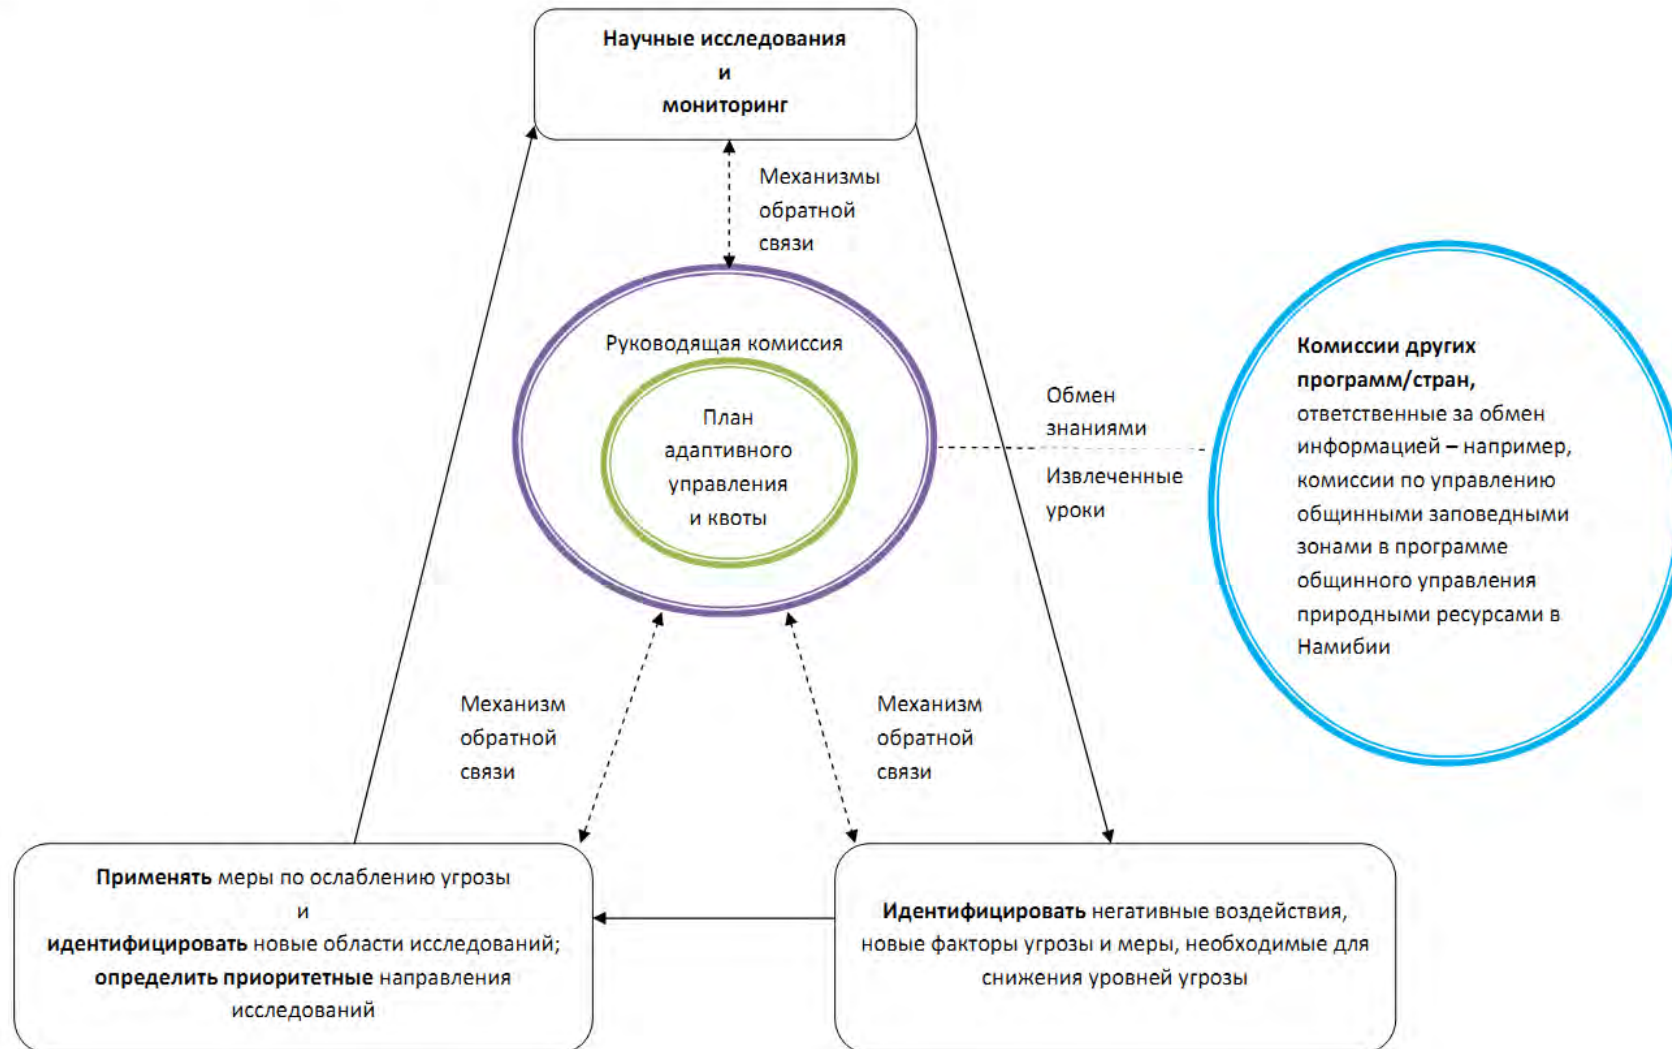 Научные исследования
и
мониторинг
Механизмы
обратной
связи
Руководящая комиссия
План
адаптивного
управления
и квоты
Обмен
знаниями
Извлеченные
уроки
Комиссии других
программ/стран,
ответственные за обмен
информацией – например,
комиссии по управлению
общинными заповедными
зонами в программе
общинного управления
природными ресурсами в
Намибии
Механизм
обратной
связи
Механизм
обратной
связи
Применять меры по ослаблению угрозы
и
идентифицировать новые области исследований;
определить приоритетные направления
исследований
Идентифицировать негативные воздействия,
новые факторы угрозы и меры, необходимые для
снижения уровней угрозы